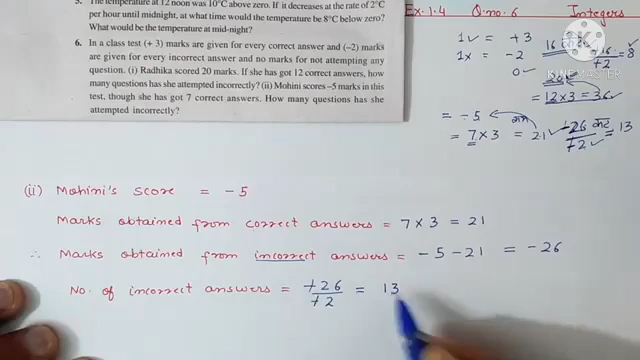 5. The temperature at 12 noon was 10°C above zero. If it decreases at the rate of 2°C
per hour until midnight, at what time would the temperature be 8°C below zero?
What would be the temperature at mid-night?
6. In a class test (+ 3) marks are given for every correct answer and (–2) marks
are given for every incorrect answer and no marks for not attempting any
question. (i) Radhika scored 20 marks. If she has got 12 correct answers, how
many questions has she attempted incorrectly? (ii) Mohini scores –5 marks in this
test, though she has got 7 correct answers. How many questions has she
attempted incorrectly?
Ex. 1.4 Q. no. 6 Integers
1✓ = +3
1x = -2
0✓
= 8
= 12 × 3 = 36
= -5
= 7 × 3 = 21 -26 / -2 = 13
(ii) Mohini's score = -5
Marks obtained from correct answers = 7 × 3 = 21
∴ Marks obtained from incorrect answers = -5 -21 = -26
No. of incorrect answers = -26 / -2 = 13